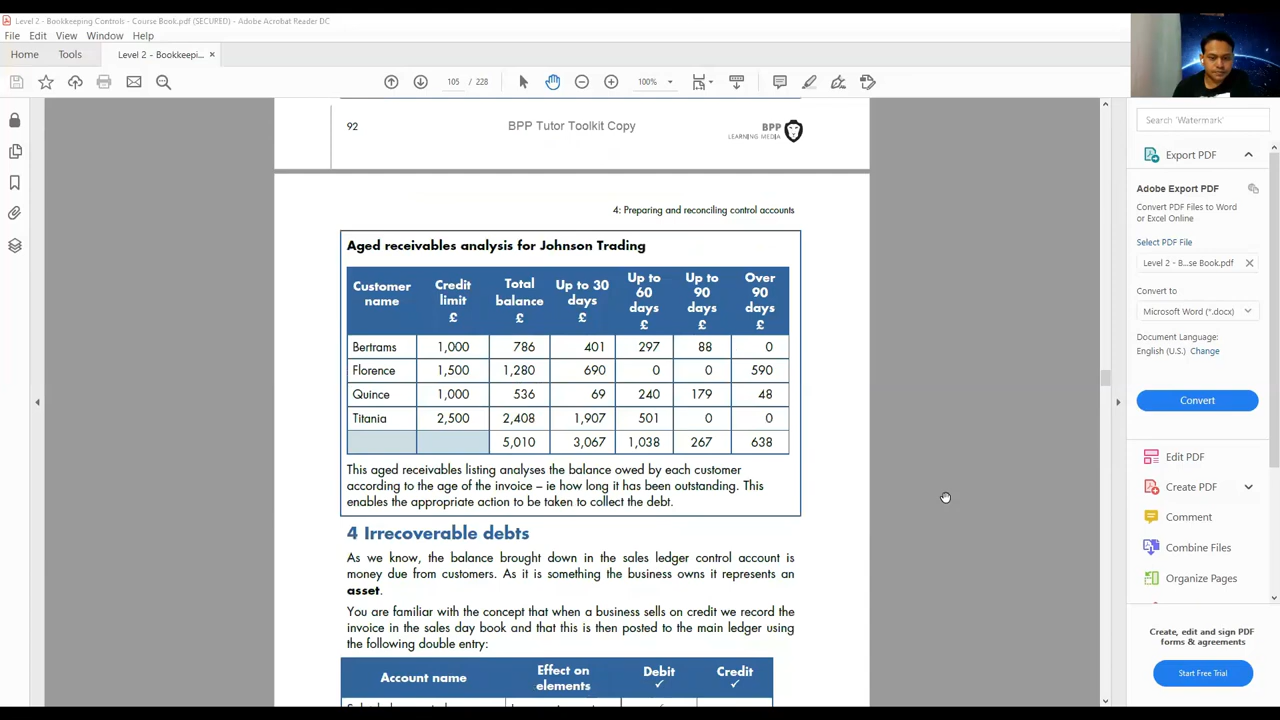 Level 2 - Bookkeeping Controls - Course Book.pdf (SECURED) - Adobe Acrobat Reader DC
File Edit View Window Help
Home Tools Level 2 - Bookkeepi... ×
105 / 228 100%
Search 'Watermark'
92 BPP Tutor Toolkit Copy BPP
LEARNING MEDIA
Export PDF
Adobe Export PDF
Convert PDF Files to Word
or Excel Online
Select PDF File
Level 2 - B...se Book.pdf
Convert to
Microsoft Word (*.docx)
Document Language:
English (U.S.) Change
Convert
Edit PDF
Create PDF
Comment
Combine Files
Organize Pages
Create, edit and sign PDF
forms & agreements
Start Free Trial
4: Preparing and reconciling control accounts
Aged receivables analysis for Johnson Trading
Customer name Credit limit £ Total balance £ Up to 30 days £ Up to 60 days £ Up to 90 days £ Over 90 days £
Bertrams 1,000 786 401 297 88 0
Florence 1,500 1,280 690 0 0 590
Quince 1,000 536 69 240 179 48
Titania 2,500 2,408 1,907 501 0 0
5,010 3,067 1,038 267 638
This aged receivables listing analyses the balance owed by each customer
according to the age of the invoice – ie how long it has been outstanding. This
enables the appropriate action to be taken to collect the debt.
4 Irrecoverable debts
As we know, the balance brought down in the sales ledger control account is
money due from customers. As it is something the business owns it represents an
asset.
You are familiar with the concept that when a business sells on credit we record the
invoice in the sales day book and that this is then posted to the main ledger using
the following double entry:
Account name Effect on elements Debit ✓ Credit ✓